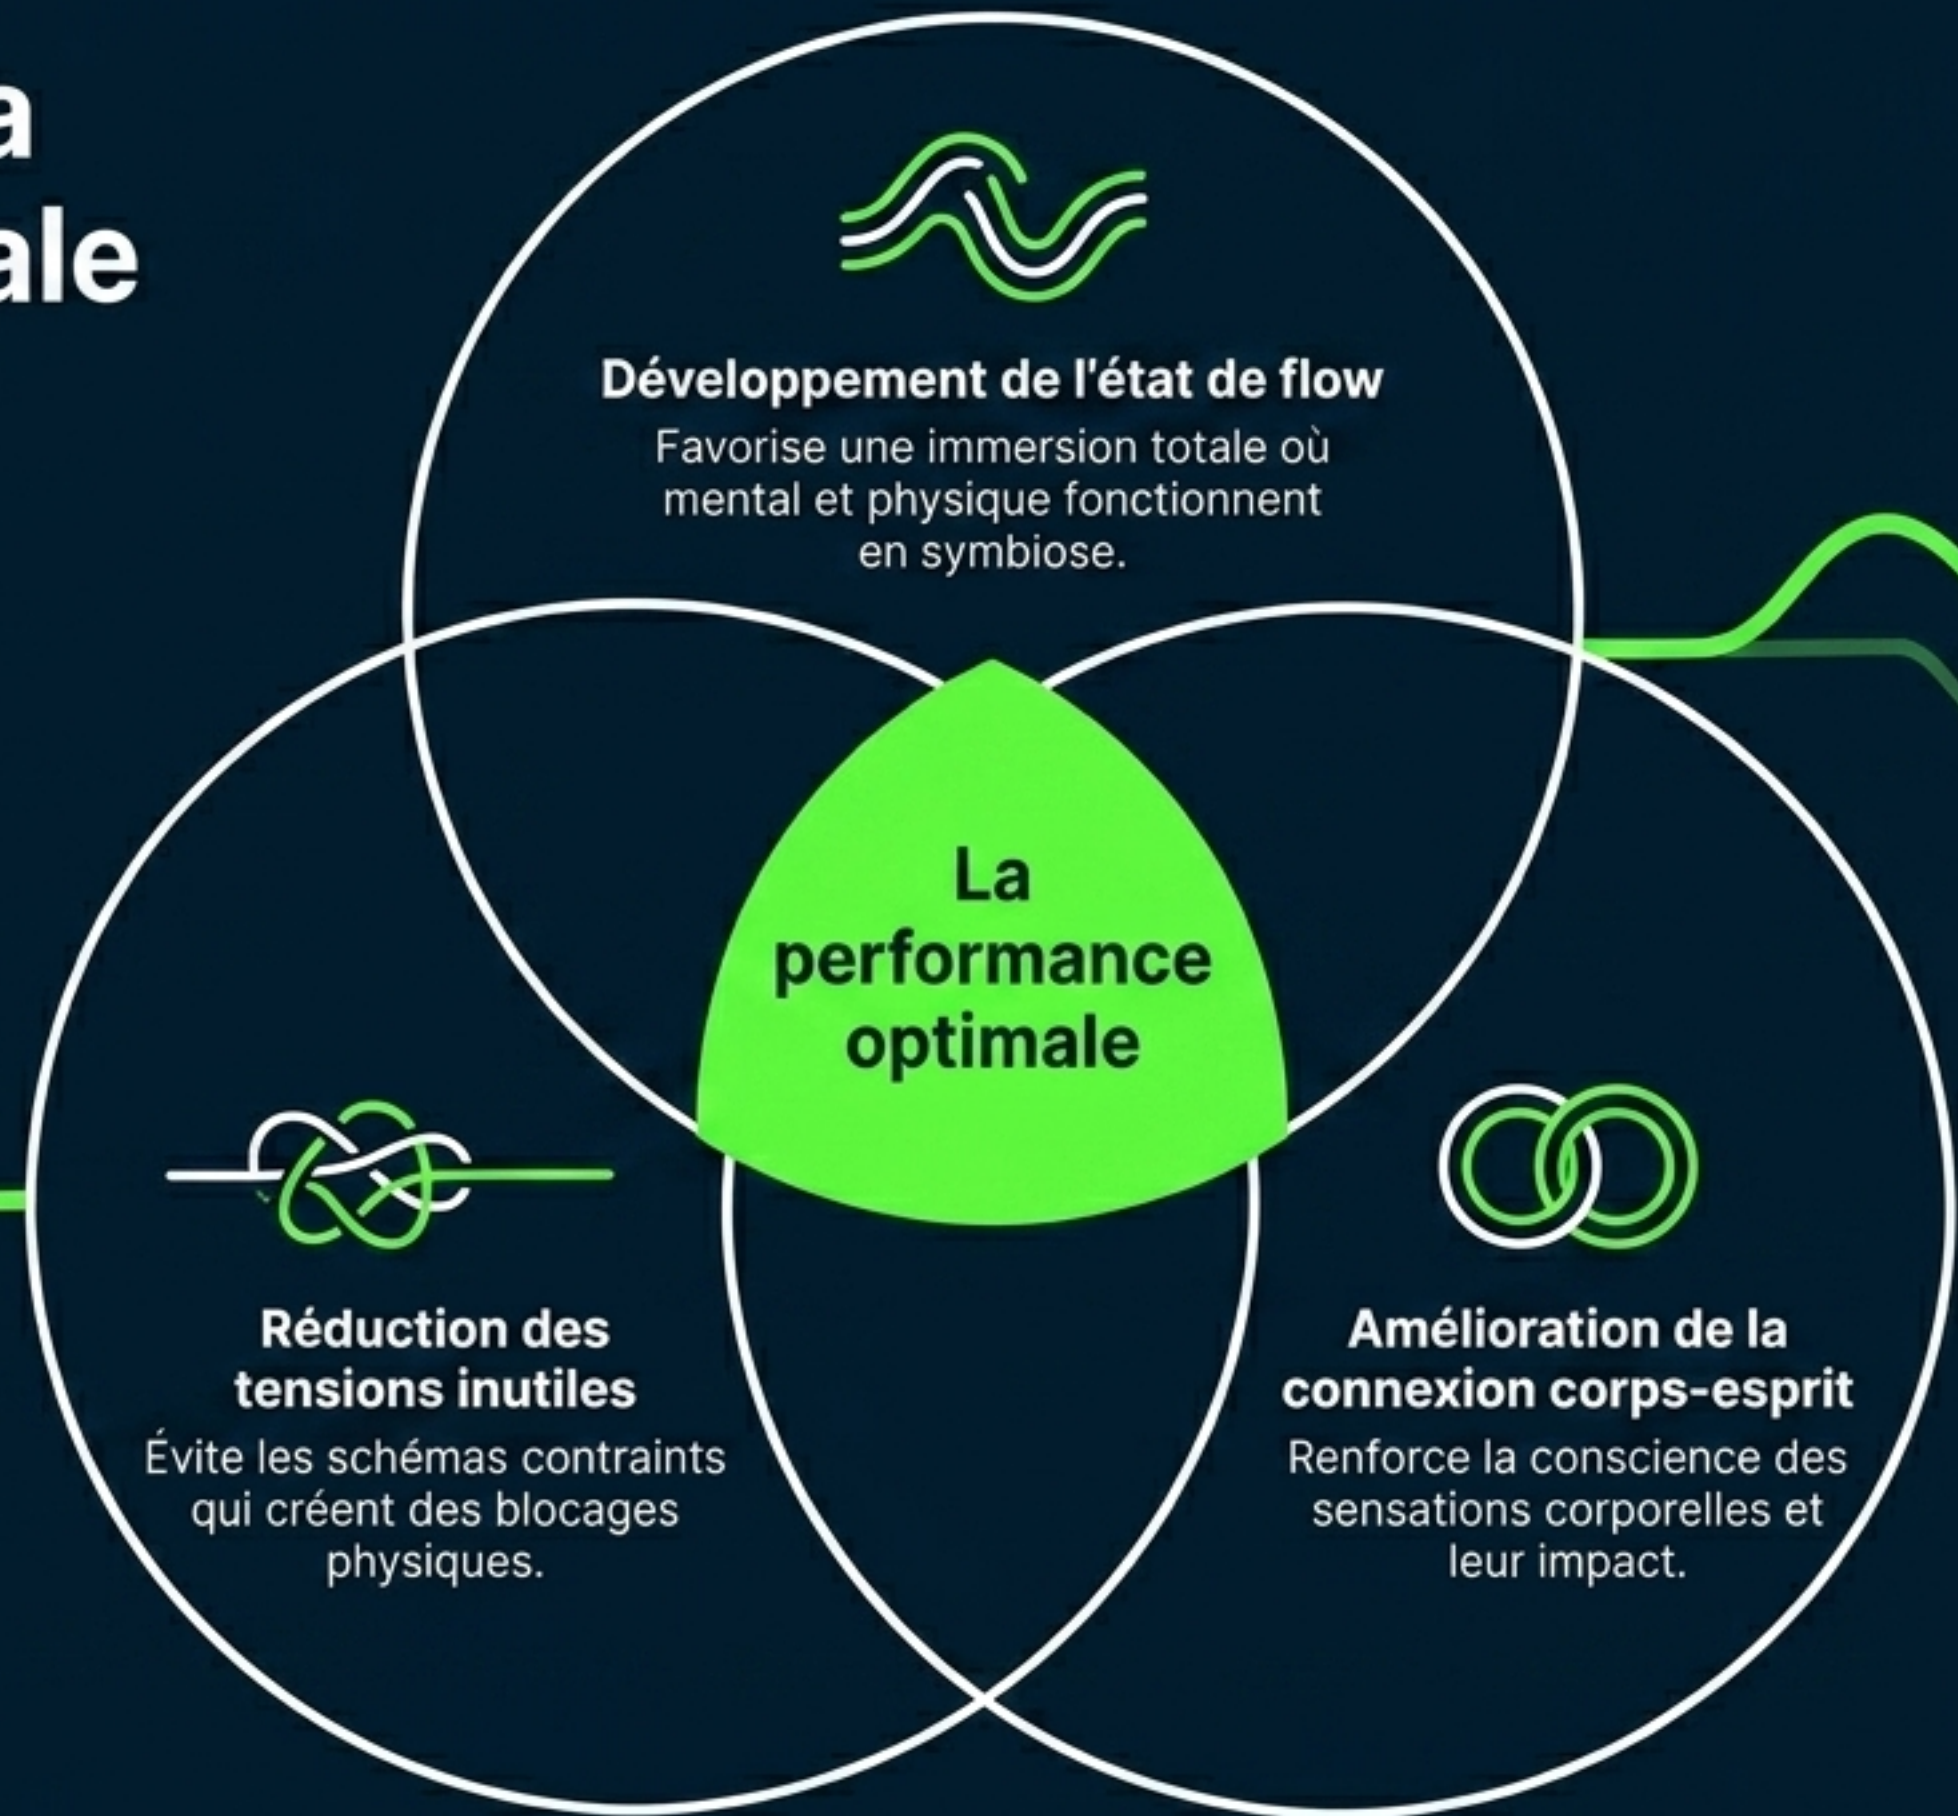 a
ale
Développement de l'état de flow
Favorise une immersion totale où
mental et physique fonctionnent
en symbiose.
La
performance
optimale
Réduction des
tensions inutiles
Évite les schémas contraints
qui créent des blocages
physiques.
Amélioration de la
connexion corps-esprit
Renforce la conscience des
sensations corporelles et
leur impact.